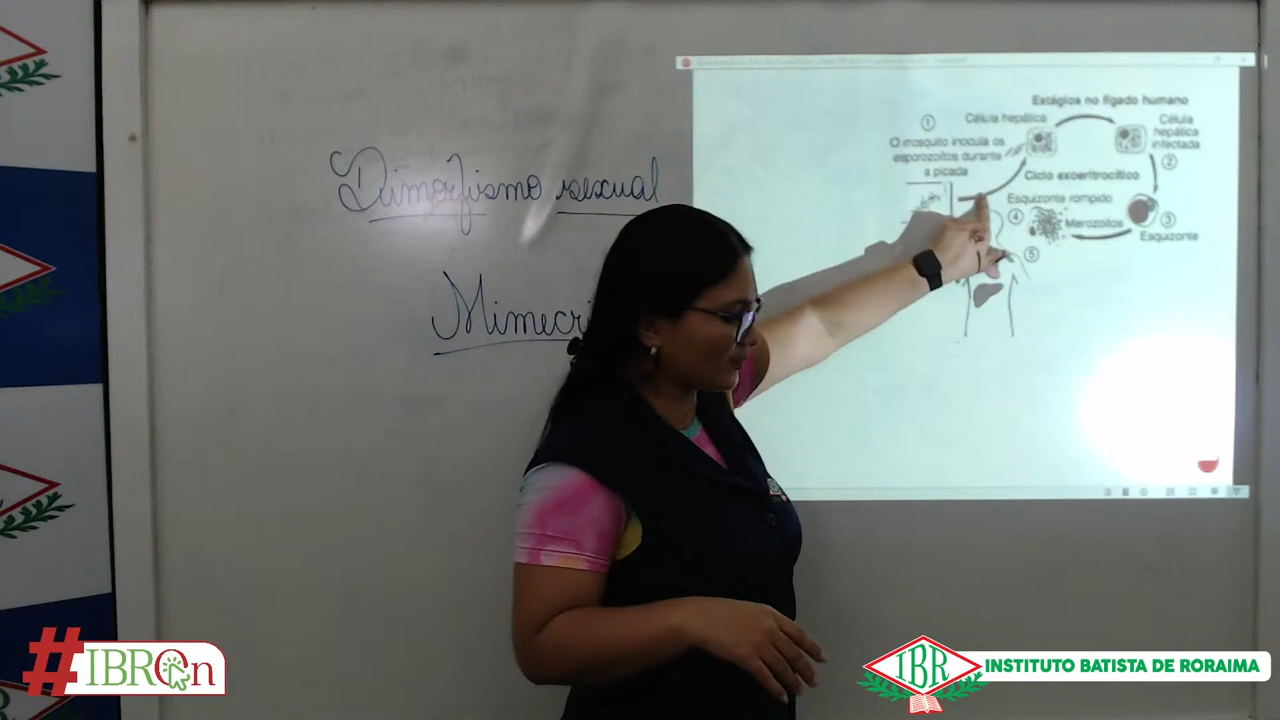 Dimorfismo sexual
Mimecri
Estágios no fígado humano
①
Célula hepática
Célula
hepática
infectada
O mosquito inocula os
esporozoítos durante
a picada
②
Ciclo exoeritrocítico
Esquizonte rompido
④
Merozoítos
③
Esquizonte
⑤
#IBROn
IBR
INSTITUTO BATISTA DE RORAIMA